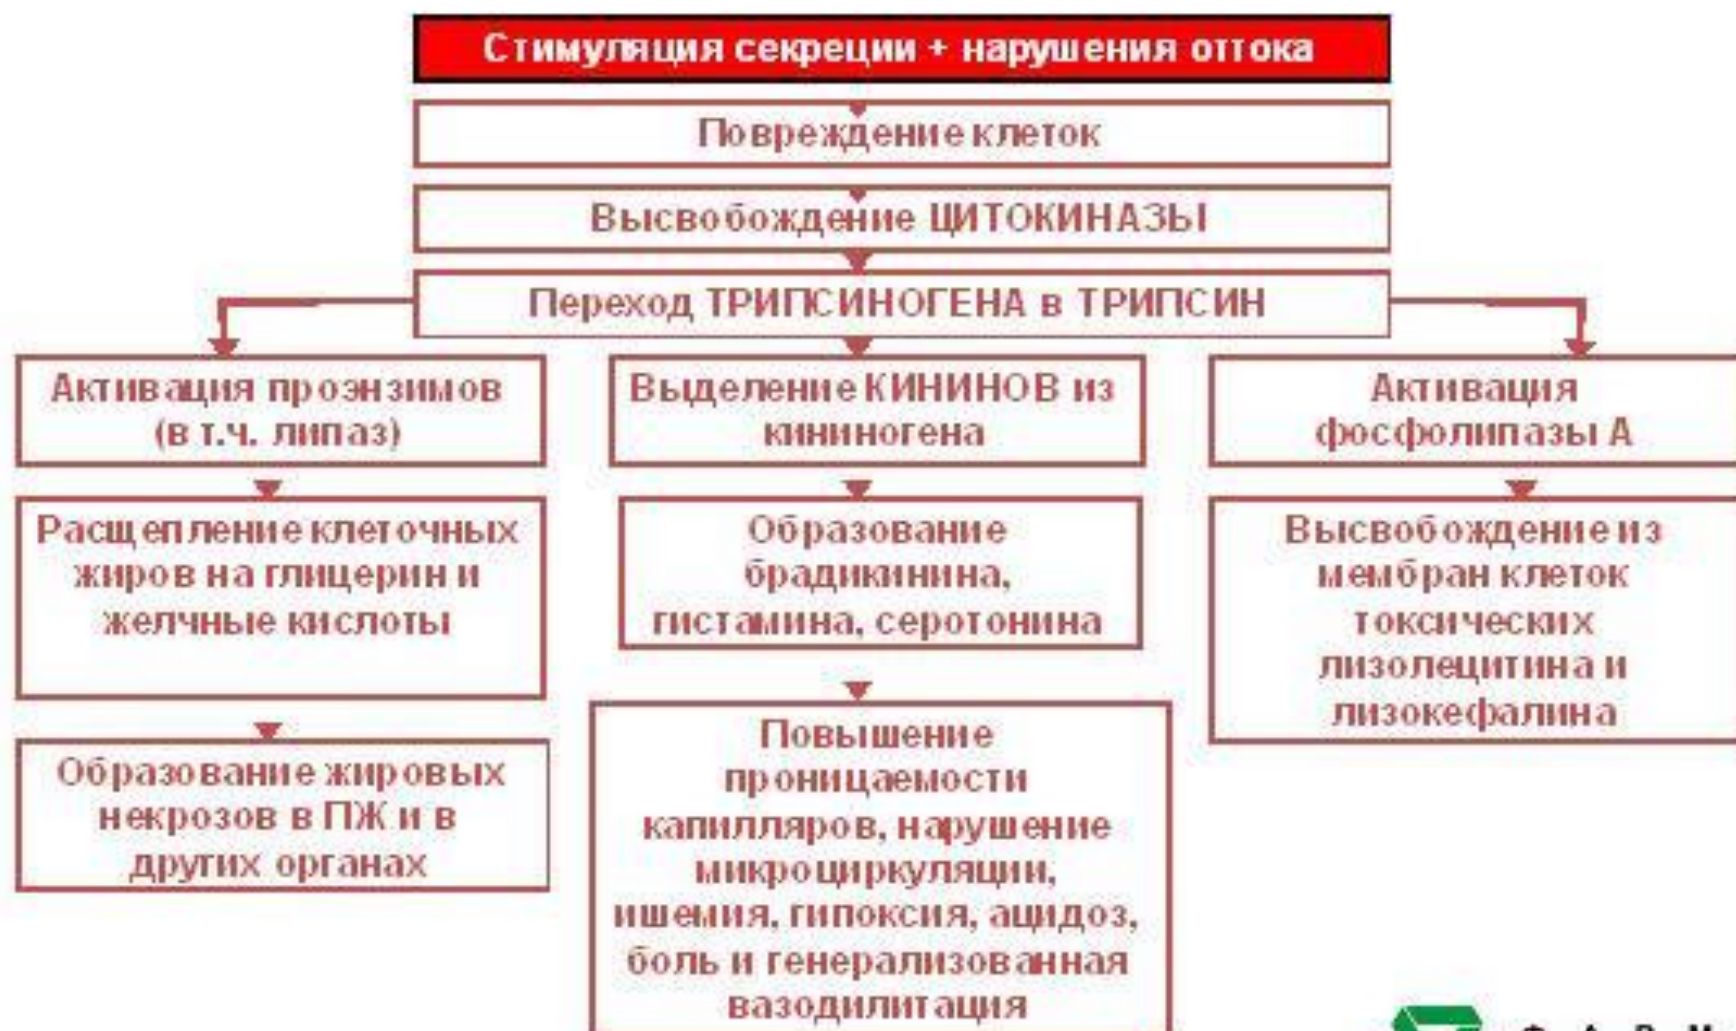 Стимуляция секреции + нарушения оттока
Повреждение клеток
Высвобождение ЦИТОКИНАЗЫ
Переход ТРИПСИНОГЕНА в ТРИПСИН
Активация проэнзимов
(в т.ч. липаз)
Расщепление клеточных
жиров на глицерин и
желчные кислоты
Образование жировых
некрозов в ПЖ и в
других органах
Выделение КИНИНОВ из
кининогена
Образование
брадикинина,
гистамина, серотонина
Повышение
проницаемости
капилляров, нарушение
микроциркуляции,
ишемия, гипоксия, ацидоз,
боль и генерализованная
вазодилитация
Активация
фосфолипазы А
Высвобождение из
мембран клеток
токсических
лизолецитина и
лизокефалина